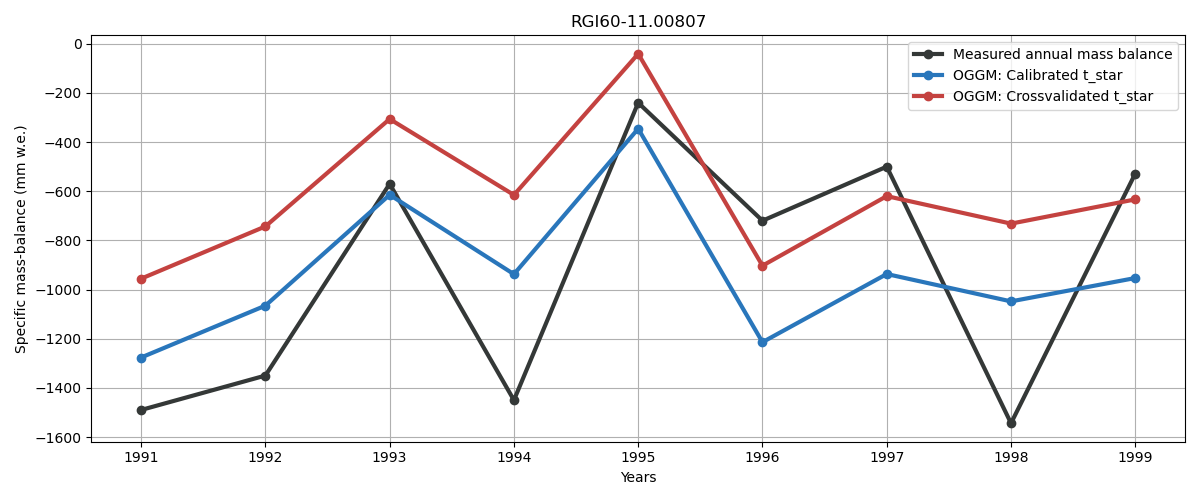 RGI60-11.00807
Measured annual mass balance
OGGM: Calibrated t_star
OGGM: Crossvalidated t_star
Specific mass-balance (mm w.e.)
0
−200
−400
−600
−800
−1000
−1200
−1400
−1600
1991 1992 1993 1994 1995 1996 1997 1998 1999
Years